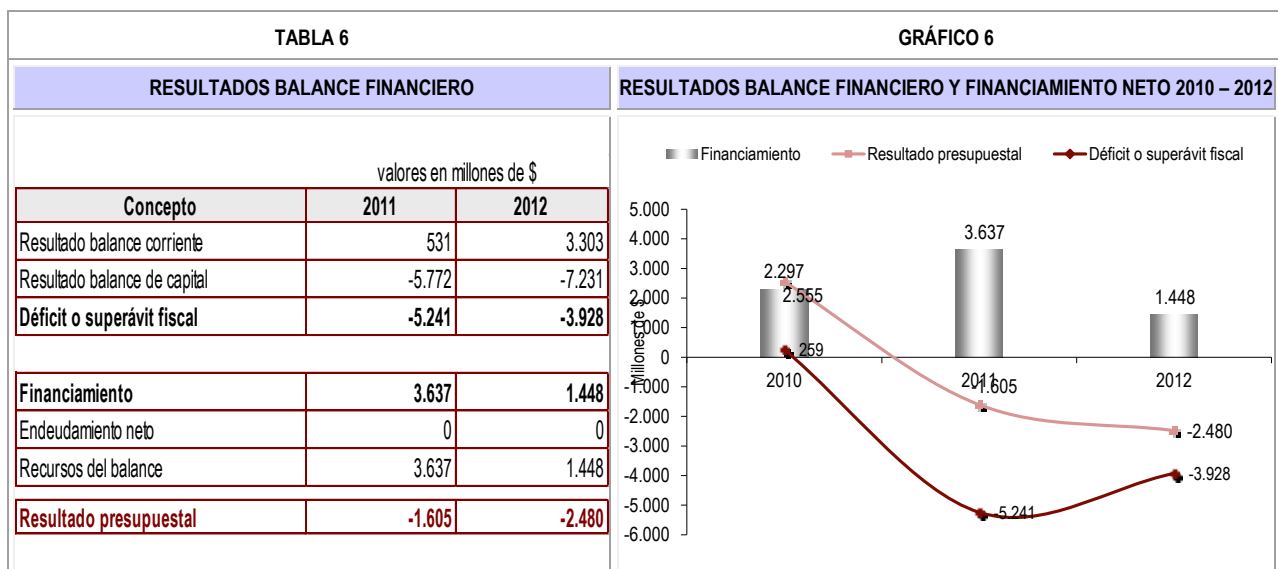 TABLA 6
RESULTADOS BALANCE FINANCIERO
valores en millones de $
Concepto 2011 2012
Resultado balance corriente 531 3.303
Resultado balance de capital -5.772 -7.231
Déficit o superávit fiscal -5.241 -3.928
Financiamiento 3.637 1.448
Endeudamiento neto 0 0
Recursos del balance 3.637 1.448
Resultado presupuestal -1.605 -2.480
GRÁFICO 6
RESULTADOS BALANCE FINANCIERO Y FINANCIAMIENTO NETO 2010 – 2012
Financiamiento Resultado presupuestal Déficit o superávit fiscal
Millones de $
5.000
4.000
3.000
2.000
1.000
0
-1.000
-2.000
-3.000
-4.000
-5.000
-6.000
2.297
3.637
1.448
2.555
-1.605
-2.480
259
-5.241
-3.928
2010 2011 2012